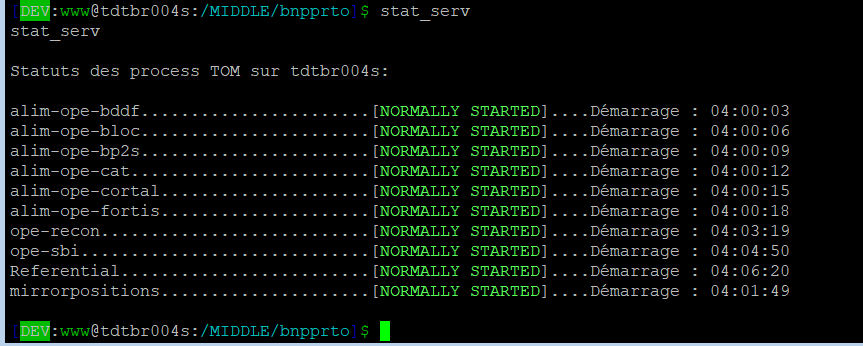 [DEV:www@tdtbr004s:/MIDDLE/bnpprto]$ stat_serv
stat_serv
Statuts des process TOM sur tdtbr004s:
alim-ope-bddf......................[NORMALLY STARTED]....Démarrage : 04:00:03
alim-ope-bloc......................[NORMALLY STARTED]....Démarrage : 04:00:06
alim-ope-bp2s......................[NORMALLY STARTED]....Démarrage : 04:00:09
alim-ope-cat.......................[NORMALLY STARTED]....Démarrage : 04:00:12
alim-ope-cortal....................[NORMALLY STARTED]....Démarrage : 04:00:15
alim-ope-fortis....................[NORMALLY STARTED]....Démarrage : 04:00:18
ope-recon..........................[NORMALLY STARTED]....Démarrage : 04:03:19
ope-sbi............................[NORMALLY STARTED]....Démarrage : 04:04:50
Referential........................[NORMALLY STARTED]....Démarrage : 04:06:20
mirrorpositions....................[NORMALLY STARTED]....Démarrage : 04:01:49
[DEV:www@tdtbr004s:/MIDDLE/bnpprto]$